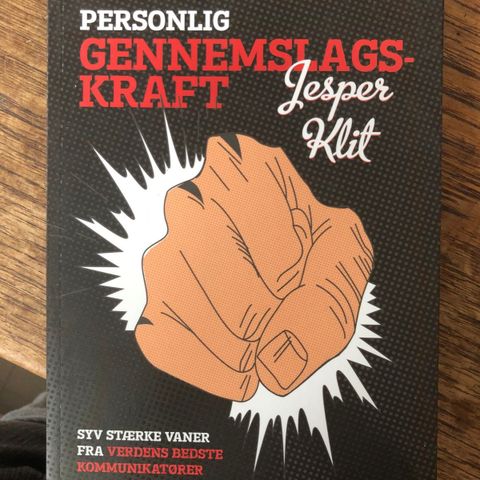 PERSONLIG
GENNEMSLAGS-
KRAFT
Jesper
Klit
SYV STÆRKE VANER
FRA VERDENS BEDSTE
KOMMUNIKATØRER